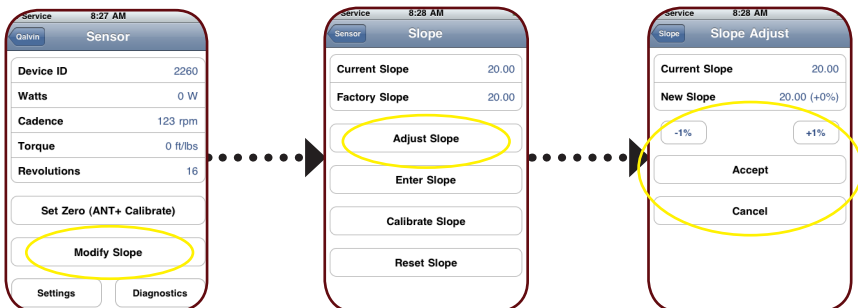 Service 8:27 AM
Qalvin Sensor
Device ID 2260
Watts 0 W
Cadence 123 rpm
Torque 0 ft/lbs
Revolutions 16
Set Zero (ANT+ Calibrate)
Modify Slope
Settings Diagnostics
Service 8:28 AM
Sensor Slope
Current Slope 20.00
Factory Slope 20.00
Adjust Slope
Enter Slope
Calibrate Slope
Reset Slope
Service 8:28 AM
Slope Slope Adjust
Current Slope 20.00
New Slope 20.00 (+0%)
-1% +1%
Accept
Cancel